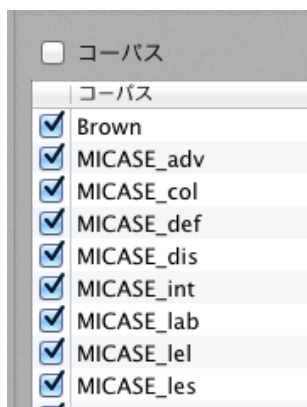 コーパス
コーパス
Brown
MICASE_adv
MICASE_col
MICASE_def
MICASE_dis
MICASE_int
MICASE_lab
MICASE_lel
MICASE_les